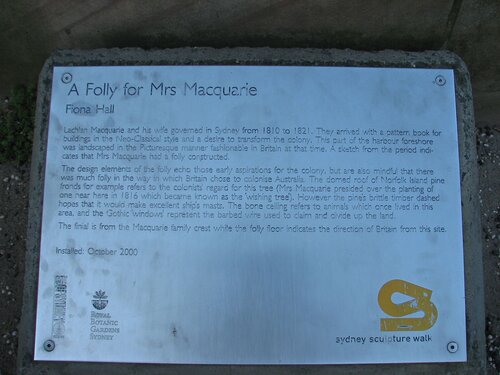 A Folly for Mrs Macquarie
Fiona Hall
Lachlan Macquarie and his wife governed in Sydney from 1810 to 1821. They arrived with a pattern book for
buildings in the Neo-Classical style and a desire to transform the colony. This part of the harbour foreshore
was landscaped in the Picturesque manner fashionable in Britain at that time. A sketch from the period indi-
cates that Mrs Macquarie had a folly constructed.
The design elements of the folly echo those early aspirations for the colony, but are also mindful that there
was much folly in the way in which Britain chose to colonise Australia. The domed roof of Norfolk Island pine
fronds for example refers to the colonists' regard for this tree (Mrs Macquarie presided over the planting of
one near here in 1816 which became known as the 'wishing tree'). However the pines brittle timber dashed
hopes that it would make excellent ship's masts. The bone ceiling refers to animals which once lived in this
area, and the Gothic 'windows' represent the barbed wire used to claim and divide up the land.
The finial is from the Macquarie family crest while the folly floor indicates the direction of Britain from this site.
Installed: October 2000
ROYAL
BOTANIC
GARDENS
SYDNEY
sydney sculpture walk